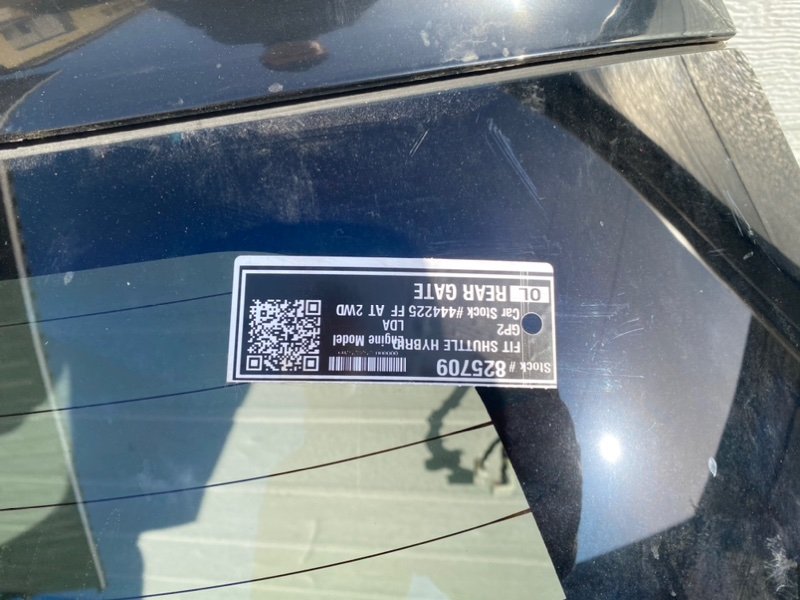 Stock # 825709
FIT SHUTTLE HYBRID
Engine Model
GP2
LDA
Car Stock #444225 FF AT 2WD
OL REAR GATE